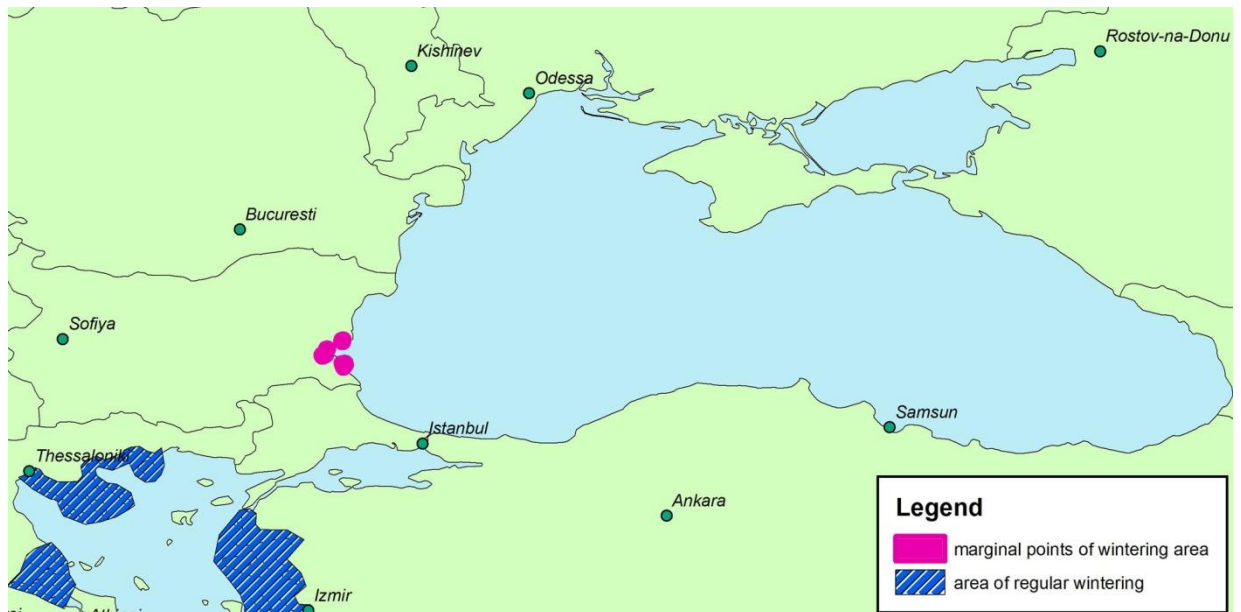 Kishinev
Rostov-na-Donu
Odessa
Bucuresti
Sofiya
Istanbul
Samsun
Thessaloniki
Ankara
Izmir
Legend
marginal points of wintering area
area of regular wintering